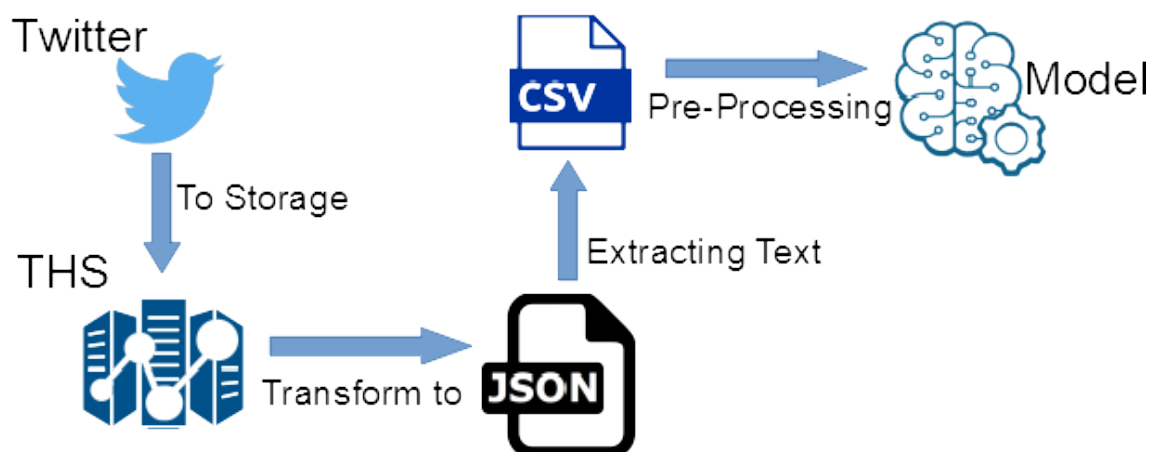 Twitter
To Storage
THS
Transform to
JSON
Extracting Text
CSV
Pre-Processing
Model